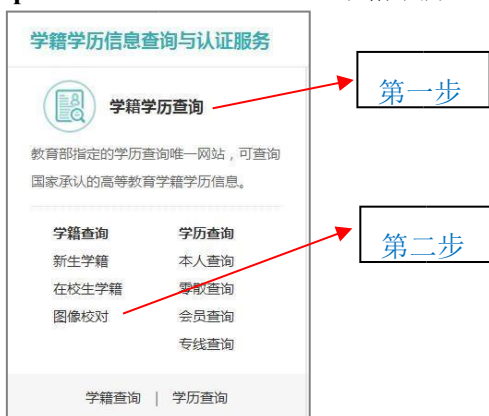 学籍学历信息查询与认证服务
学籍学历查询
第一步
教育部指定的学历查询唯一网站，可查询
国家承认的高等教育学籍学历信息。
学籍查询 学历查询
第二步
新生学籍 本人查询
在校生学籍 零散查询
图像校对 会员查询
专线查询
学籍查询 | 学历查询